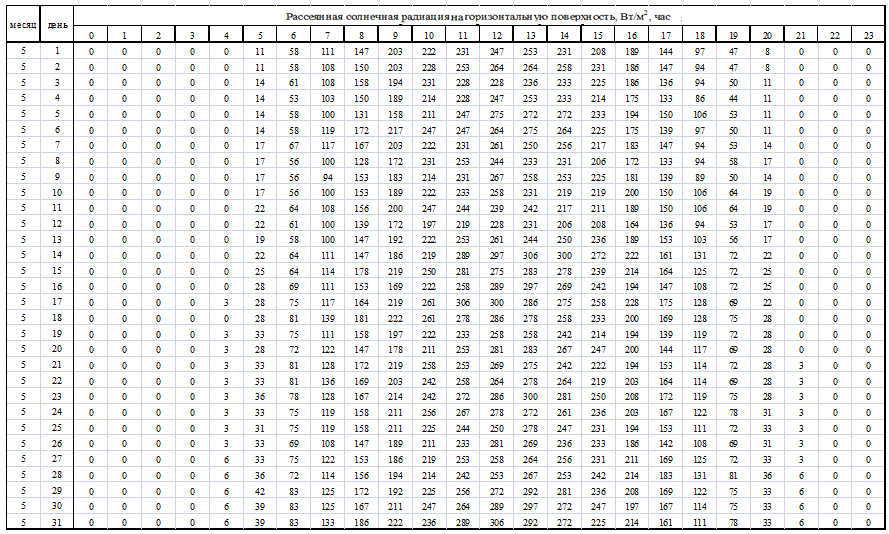 Рассеянная солнечная радиация на горизонтальную поверхность, Вт/м², час
месяц день 0 1 2 3 4 5 6 7 8 9 10 11 12 13 14 15 16 17 18 19 20 21 22 23
5 1 0 0 0 0 0 11 58 111 147 203 222 231 247 253 231 208 189 144 97 47 8 0 0 0
5 2 0 0 0 0 0 11 58 108 150 203 228 253 264 264 258 231 186 147 94 47 8 0 0 0
5 3 0 0 0 0 0 14 61 108 158 194 231 228 228 236 233 225 186 136 94 50 11 0 0 0
5 4 0 0 0 0 0 14 53 103 150 189 214 228 247 253 233 214 175 133 86 44 11 0 0 0
5 5 0 0 0 0 0 14 58 100 131 158 211 247 275 272 272 233 194 150 106 53 11 0 0 0
5 6 0 0 0 0 0 14 58 119 172 217 247 247 264 275 264 225 175 139 97 50 11 0 0 0
5 7 0 0 0 0 0 17 67 117 167 203 222 231 261 250 256 217 183 147 94 53 14 0 0 0
5 8 0 0 0 0 0 17 56 100 128 172 231 253 244 233 231 206 172 133 94 58 17 0 0 0
5 9 0 0 0 0 0 17 56 94 153 183 214 231 267 258 253 225 181 139 89 50 14 0 0 0
5 10 0 0 0 0 0 17 56 100 153 189 222 233 258 231 219 219 200 150 106 64 19 0 0 0
5 11 0 0 0 0 0 22 64 108 156 200 247 244 239 242 217 211 189 150 106 64 19 0 0 0
5 12 0 0 0 0 0 22 61 100 139 172 197 219 228 231 206 208 164 136 94 53 17 0 0 0
5 13 0 0 0 0 0 19 58 100 147 192 222 253 261 244 250 236 189 153 103 56 17 0 0 0
5 14 0 0 0 0 0 22 64 111 147 186 219 289 297 306 300 272 222 161 131 72 22 0 0 0
5 15 0 0 0 0 0 25 64 114 178 219 250 281 275 283 278 239 214 164 125 72 25 0 0 0
5 16 0 0 0 0 0 28 69 111 153 169 222 258 289 297 269 242 194 147 108 72 25 0 0 0
5 17 0 0 0 0 3 28 75 117 164 219 261 306 300 286 275 258 228 175 128 69 22 0 0 0
5 18 0 0 0 0 0 28 81 139 181 222 261 278 286 278 258 233 200 169 128 75 28 0 0 0
5 19 0 0 0 0 3 33 75 111 158 197 222 233 258 258 242 214 194 139 119 72 28 0 0 0
5 20 0 0 0 0 3 28 72 122 147 178 211 253 281 283 267 247 200 144 117 69 28 0 0 0
5 21 0 0 0 0 3 33 81 128 172 219 258 253 269 275 242 222 194 153 114 72 28 3 0 0
5 22 0 0 0 0 3 33 81 136 169 203 242 258 264 278 264 219 203 164 114 69 28 3 0 0
5 23 0 0 0 0 3 36 78 128 167 214 242 272 286 300 281 250 208 172 119 75 28 3 0 0
5 24 0 0 0 0 3 33 75 119 158 211 256 267 278 272 261 236 203 167 122 78 31 3 0 0
5 25 0 0 0 0 3 31 75 119 158 211 225 244 250 278 247 231 194 153 111 72 33 3 0 0
5 26 0 0 0 0 3 33 69 108 147 189 211 233 281 269 236 233 186 142 108 69 31 3 0 0
5 27 0 0 0 0 6 33 75 122 153 186 219 253 258 264 256 231 211 169 125 72 33 3 0 0
5 28 0 0 0 0 6 36 72 114 156 194 214 242 253 267 253 242 214 183 131 81 36 6 0 0
5 29 0 0 0 0 6 42 83 125 172 192 225 256 272 292 281 236 208 169 122 75 33 6 0 0
5 30 0 0 0 0 6 39 83 125 167 211 247 264 289 297 272 247 197 167 114 75 33 6 0 0
5 31 0 0 0 0 6 39 83 133 186 222 236 289 306 292 272 225 214 161 111 78 33 6 0 0